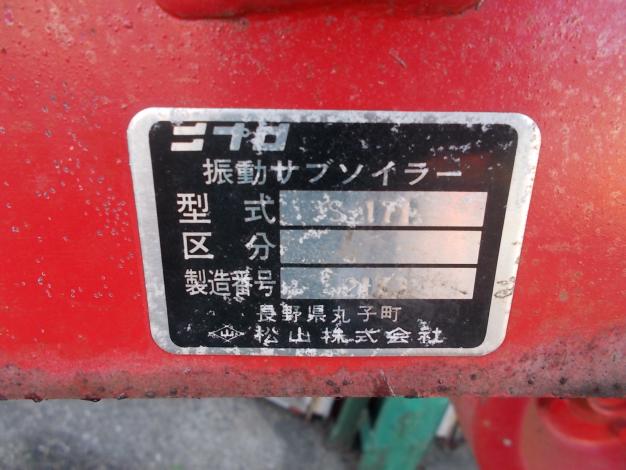 ニプロ
振動サブソイラー
型 式
区 分
製造番号
長野県丸子町
松山株式会社